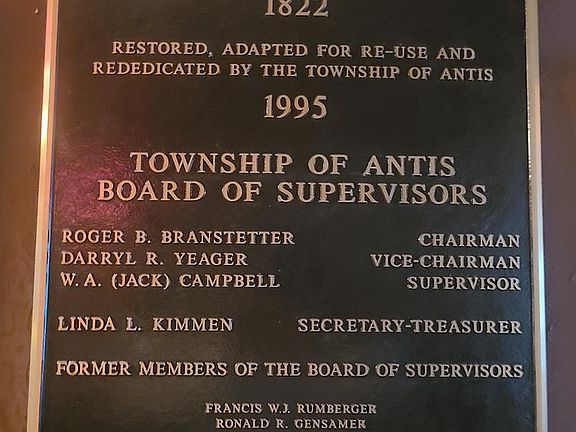 1822
RESTORED, ADAPTED FOR RE-USE AND
REDEDICATED BY THE TOWNSHIP OF ANTIS
1995
TOWNSHIP OF ANTIS
BOARD OF SUPERVISORS
ROGER B. BRANSTETTER CHAIRMAN
DARRYL R. YEAGER VICE-CHAIRMAN
W. A. (JACK) CAMPBELL SUPERVISOR
LINDA L. KIMMEN SECRETARY-TREASURER
FORMER MEMBERS OF THE BOARD OF SUPERVISORS
FRANCIS W.J. RUMBERGER
RONALD R. GENSAMER